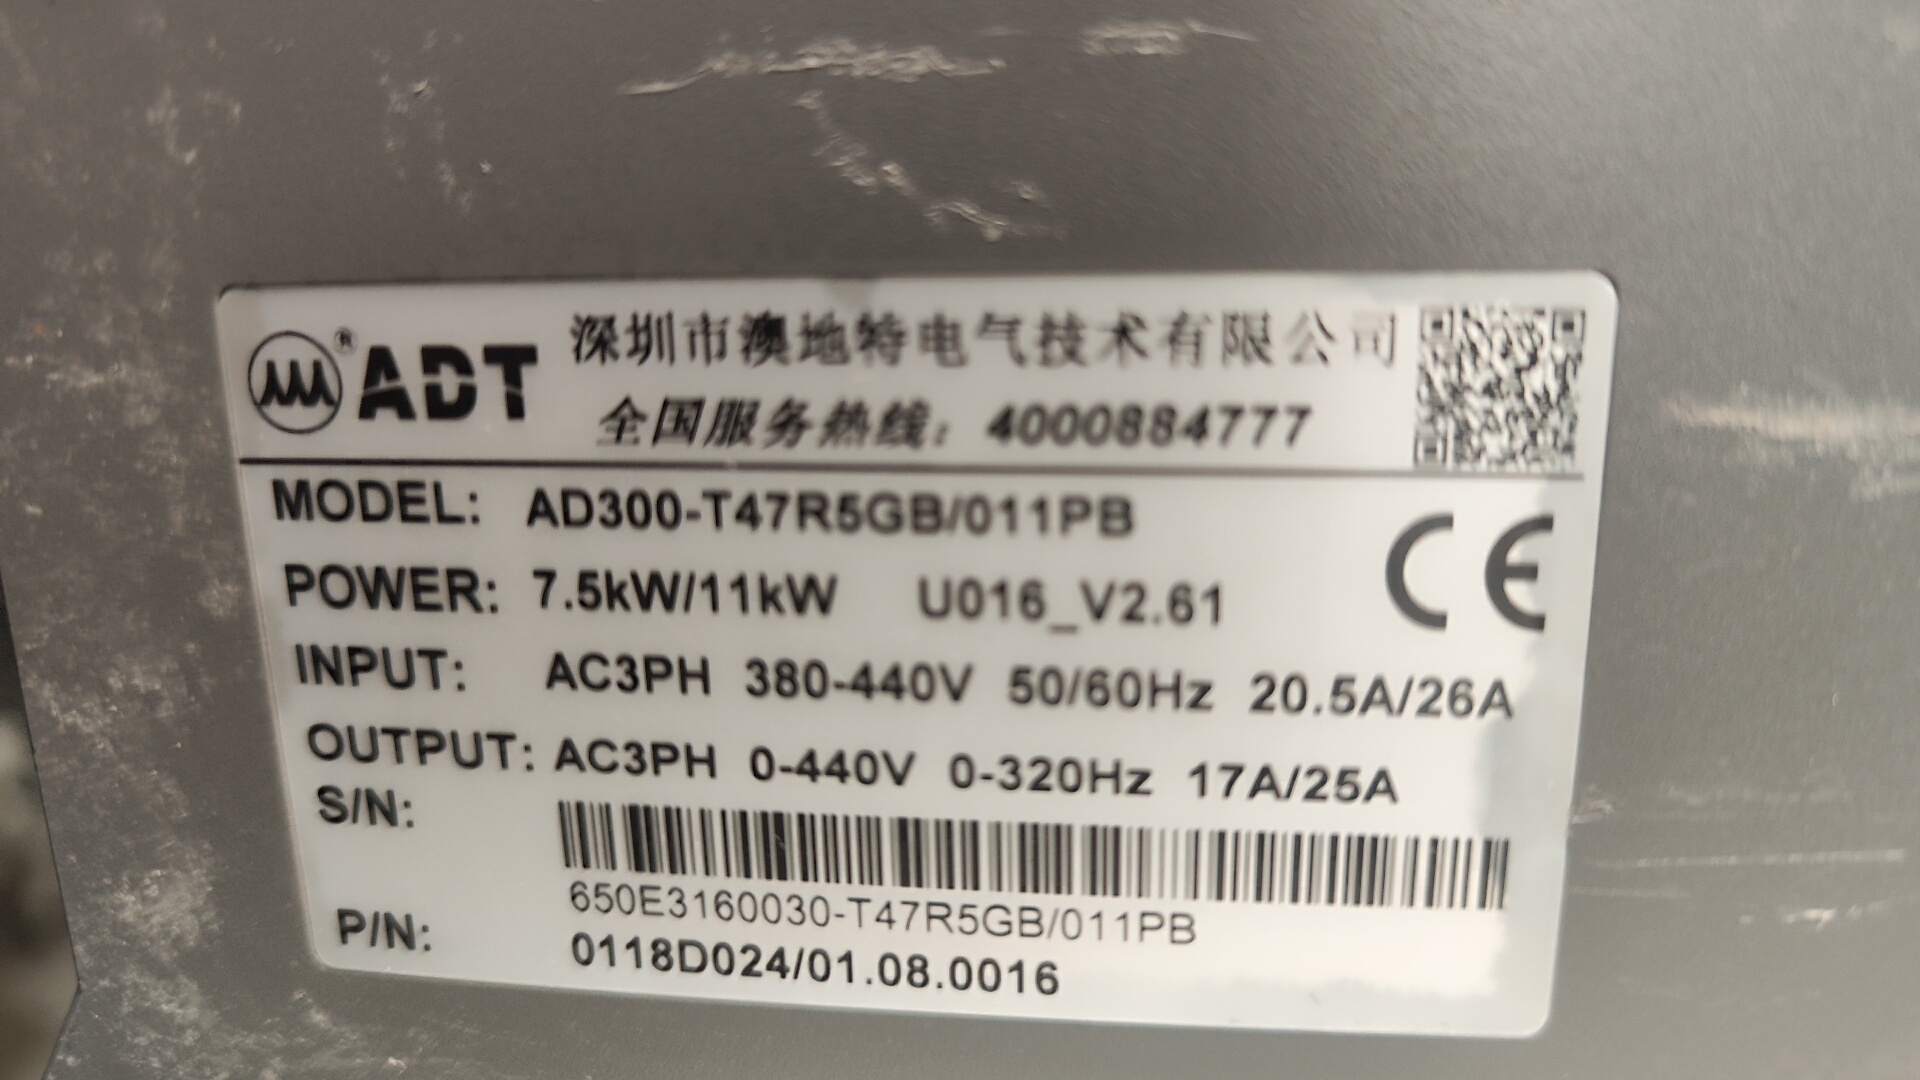 ® ADT 深圳市澳地特电气技术有限公司
全国服务热线：4000884777
MODEL: AD300-T47R5GB/011PB
POWER: 7.5kW/11kW U016_V2.61
CE
INPUT: AC3PH 380-440V 50/60Hz 20.5A/26A
OUTPUT: AC3PH 0-440V 0-320Hz 17A/25A
S/N:
650E3160030-T47R5GB/011PB
P/N: 0118D024/01.08.0016